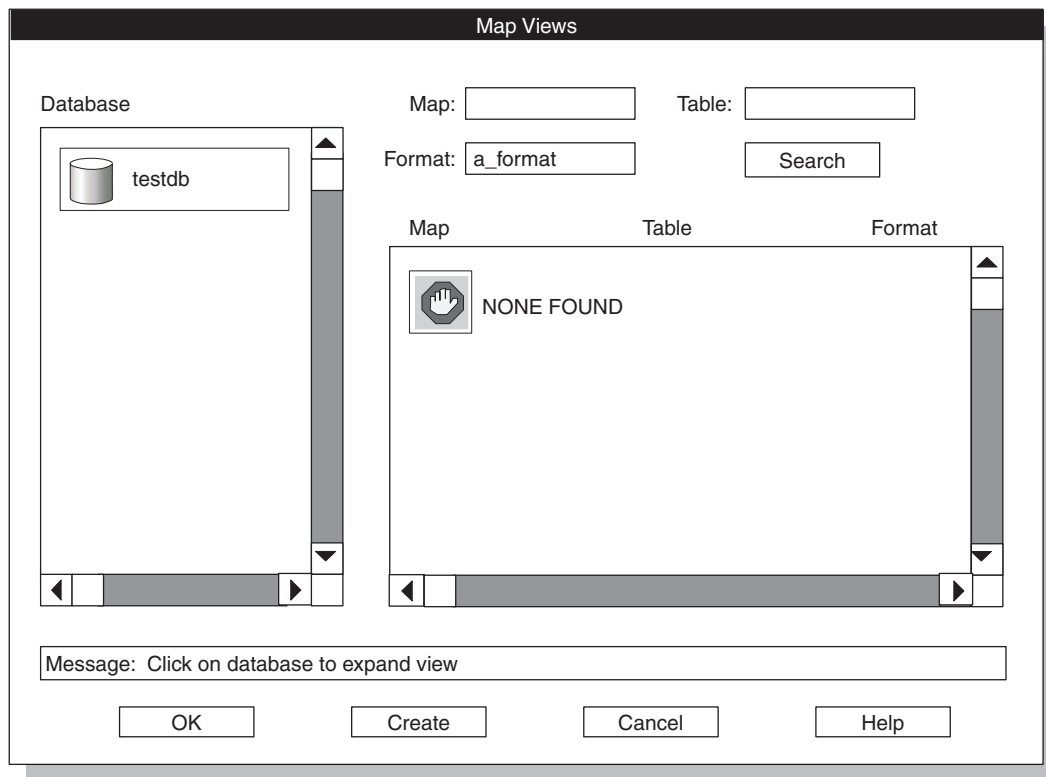 Map Views
Database
testdb
Map:
Table:
Format: a_format
Search
Map Table Format
NONE FOUND
Message: Click on database to expand view
OK Create Cancel Help